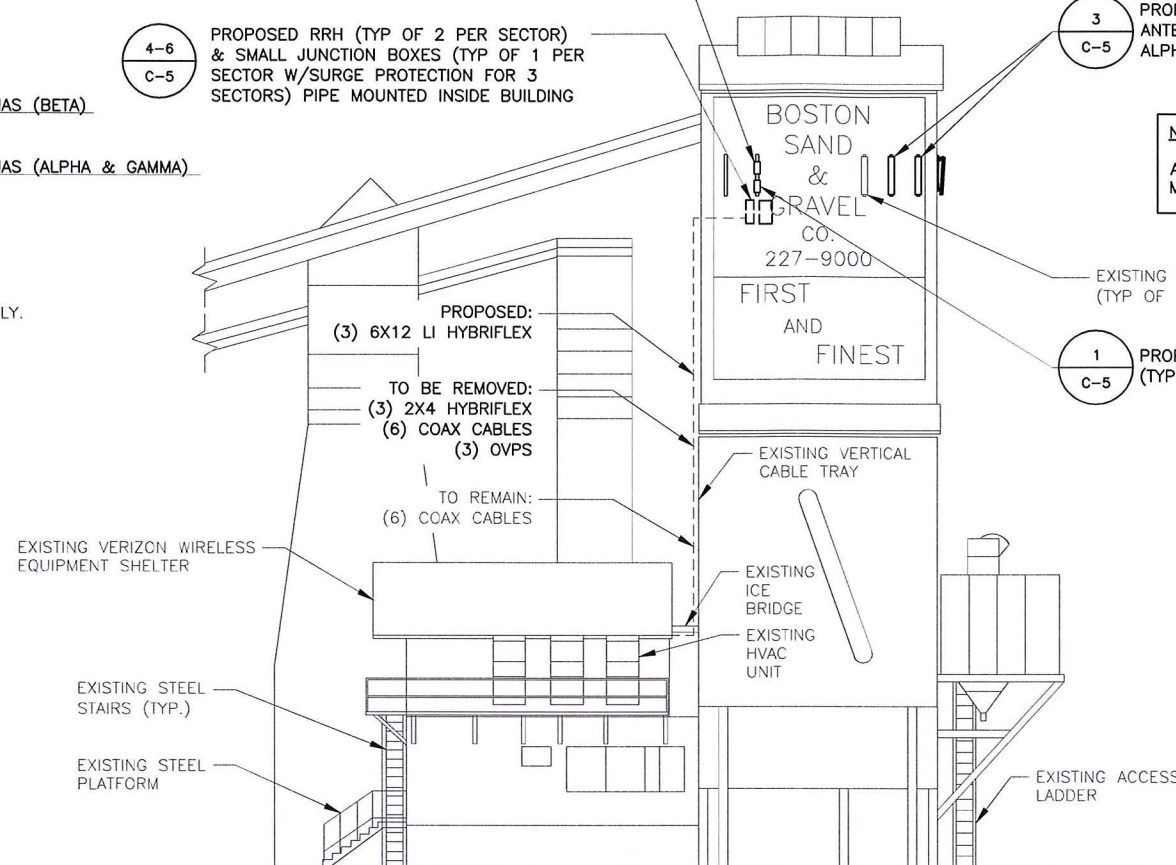 4-6
C-5
PROPOSED RRH (TYP OF 2 PER SECTOR)
& SMALL JUNCTION BOXES (TYP OF 1 PER
SECTOR W/SURGE PROTECTION FOR 3
SECTORS) PIPE MOUNTED INSIDE BUILDING
3
C-5
ALPH
(BETA)
(ALPHA & GAMMA)
LY.
BOSTON
SAND
&
GRAVEL
CO.
227-9000
FIRST
AND
FINEST
EXISTING
(TYP OF
1
C-5
(TYP
PROPOSED:
(3) 6X12 LI HYBRIFLEX
TO BE REMOVED:
(3) 2X4 HYBRIFLEX
(6) COAX CABLES
(3) OVPS
TO REMAIN:
(6) COAX CABLES
EXISTING VERTICAL
CABLE TRAY
EXISTING VERIZON WIRELESS
EQUIPMENT SHELTER
EXISTING
ICE
BRIDGE
EXISTING
HVAC
UNIT
EXISTING STEEL
STAIRS (TYP.)
EXISTING STEEL
PLATFORM
EXISTING ACCESS
LADDER